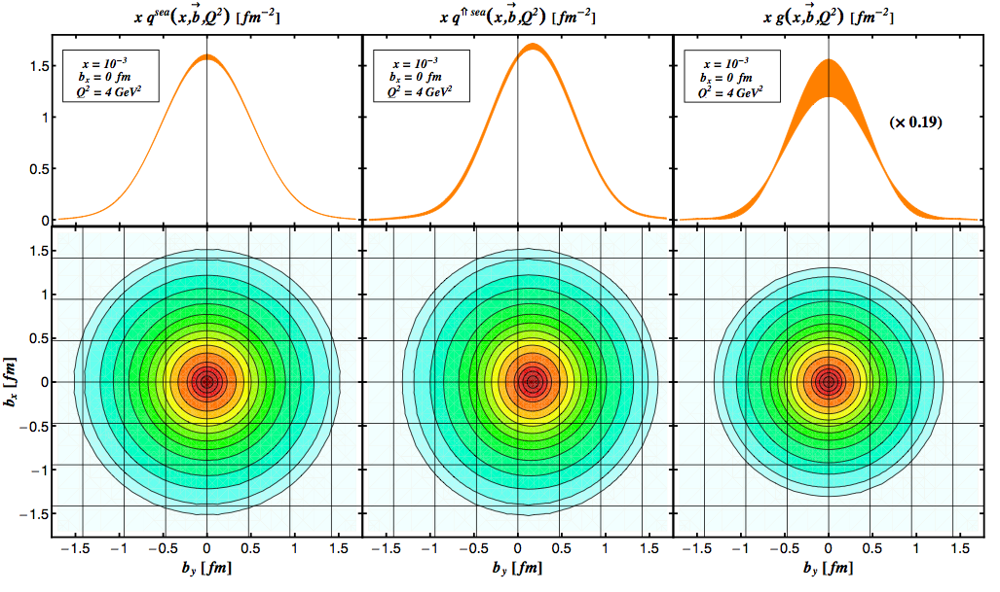 x q^sea(x,b⃗,Q²) [fm⁻²]
x q^⇑ sea(x,b⃗,Q²) [fm⁻²]
x g(x,b⃗,Q²) [fm⁻²]
x = 10⁻³
b_x = 0 fm
Q² = 4 GeV²
x = 10⁻³
b_x = 0 fm
Q² = 4 GeV²
x = 10⁻³
b_x = 0 fm
Q² = 4 GeV²
(× 0.19)
1.5
1
0.5
0
b_x [fm]
1.5
1
0.5
0
−0.5
−1
−1.5
−1.5 −1 −0.5 0 0.5 1 1.5
−1.5 −1 −0.5 0 0.5 1 1.5
−1.5 −1 −0.5 0 0.5 1 1.5
b_y [fm]
b_y [fm]
b_y [fm]